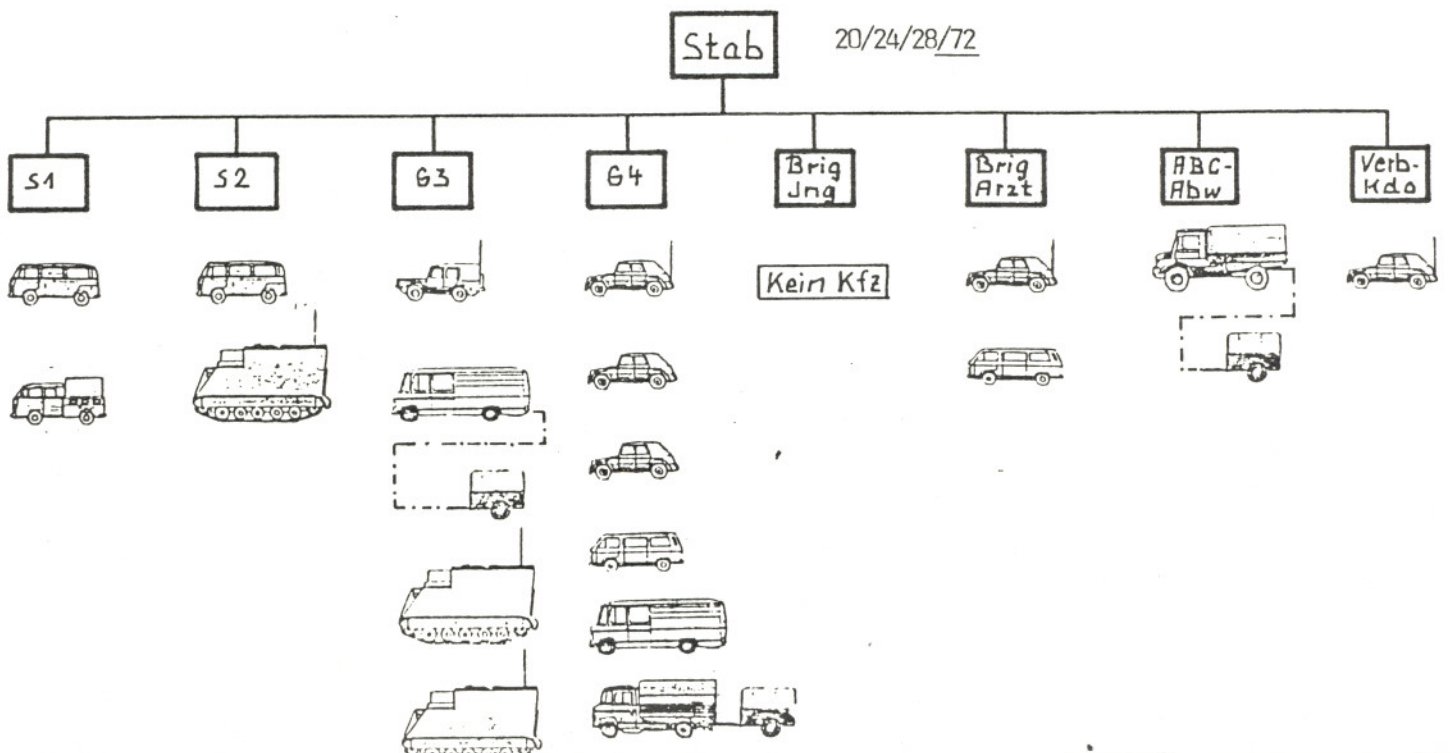 Stab
20/24/28/72
S1
S2
G3
G4
Brig
Jng
Brig
Arzt
ABC-
Abw
Verb-
Kdo
Kein Kfz